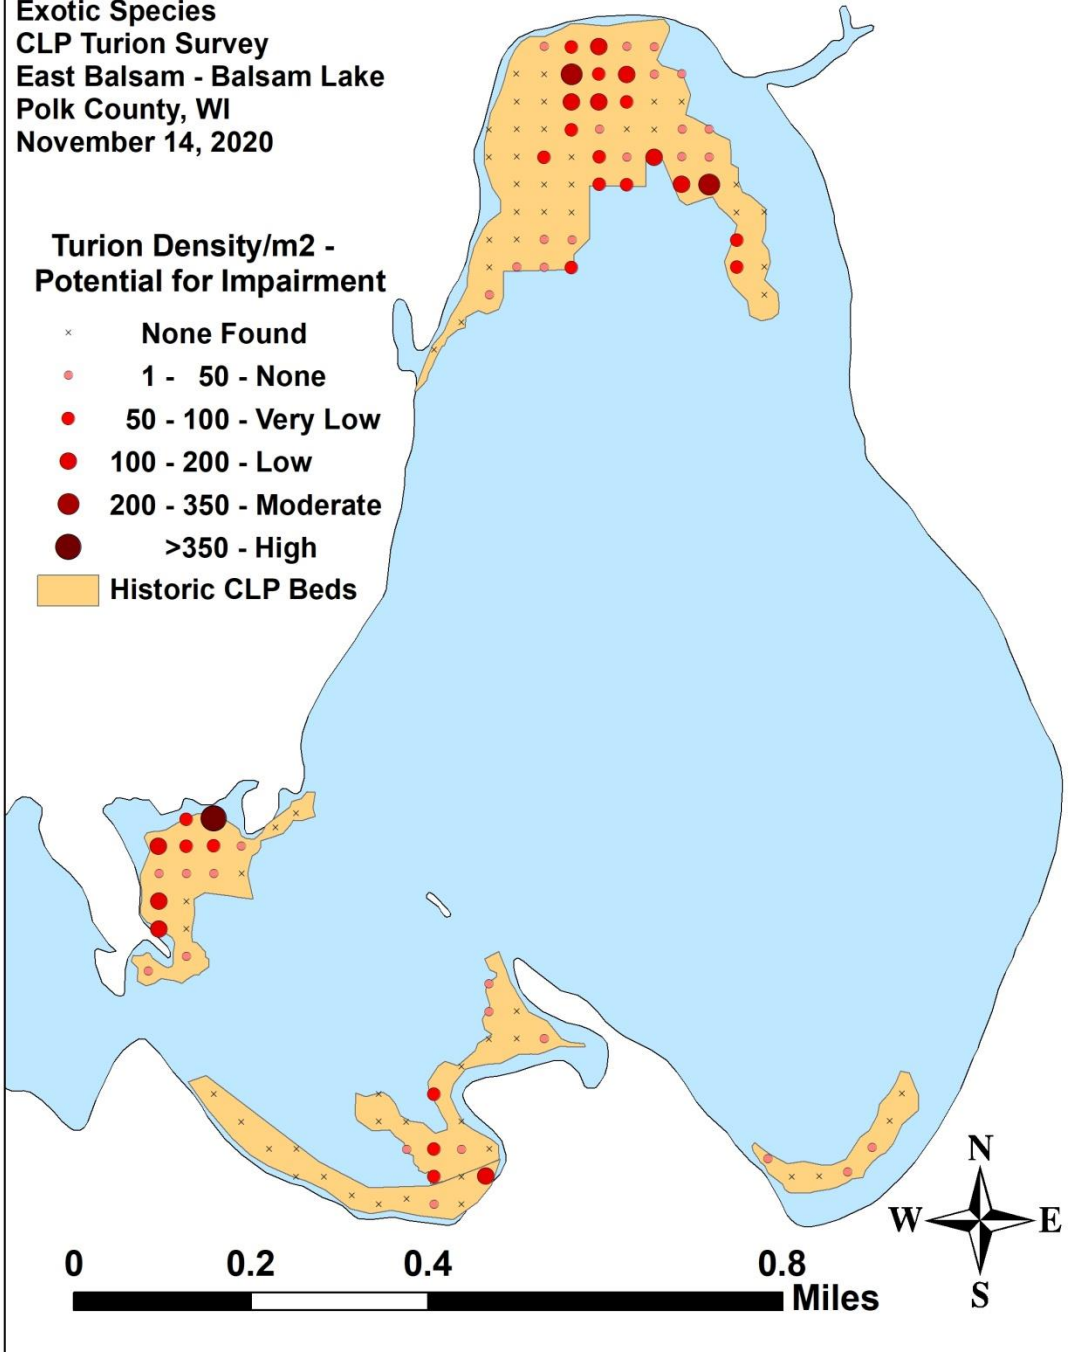 Exotic Species
CLP Turion Survey
East Balsam - Balsam Lake
Polk County, WI
November 14, 2020
Turion Density/m2 -
Potential for Impairment
None Found
1 - 50 - None
50 - 100 - Very Low
100 - 200 - Low
200 - 350 - Moderate
>350 - High
Historic CLP Beds
N
W E
S
0 0.2 0.4 0.8
Miles